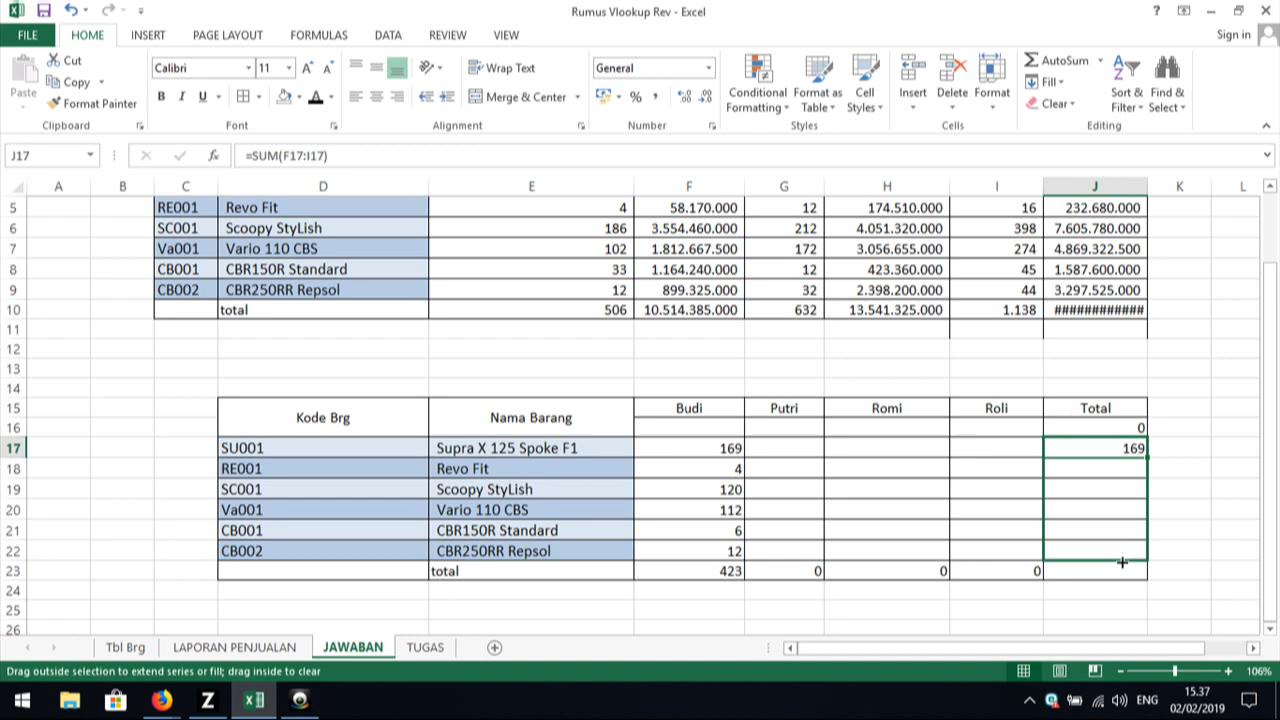 Rumus Vlookup Rev - Excel
? Sign in
FILE HOME INSERT PAGE LAYOUT FORMULAS DATA REVIEW VIEW
Paste Cut Copy Format Painter
Calibri 11 A A Wrap Text General
B I U A Merge & Center % ,
Conditional Formatting Format as Table Cell Styles Insert Delete Format
AutoSum Fill Clear Sort & Filter Find & Select
Clipboard Font Alignment Number Styles Cells Editing
J17 fx =SUM(F17:I17)
A B C D E F G H I J K L
5 RE001 Revo Fit 4 58.170.000 12 174.510.000 16 232.680.000
6 SC001 Scoopy StyLish 186 3.554.460.000 212 4.051.320.000 398 7.605.780.000
7 Va001 Vario 110 CBS 102 1.812.667.500 172 3.056.655.000 274 4.869.322.500
8 CB001 CBR150R Standard 33 1.164.240.000 12 423.360.000 45 1.587.600.000
9 CB002 CBR250RR Repsol 12 899.325.000 32 2.398.200.000 44 3.297.525.000
10 total 506 10.514.385.000 632 13.541.325.000 1.138 ############
11
12
13
14
15 Kode Brg Nama Barang Budi Putri Romi Roli Total
16 0
17 SU001 Supra X 125 Spoke F1 169 169
18 RE001 Revo Fit 4
19 SC001 Scoopy StyLish 120
20 Va001 Vario 110 CBS 112
21 CB001 CBR150R Standard 6
22 CB002 CBR250RR Repsol 12
23 total 423 0 0 0
24
25
26
Tbl Brg LAPORAN PENJUALAN JAWABAN TUGAS
Drag outside selection to extend series or fill; drag inside to clear 106%
Z ENG 15.37
02/02/2019